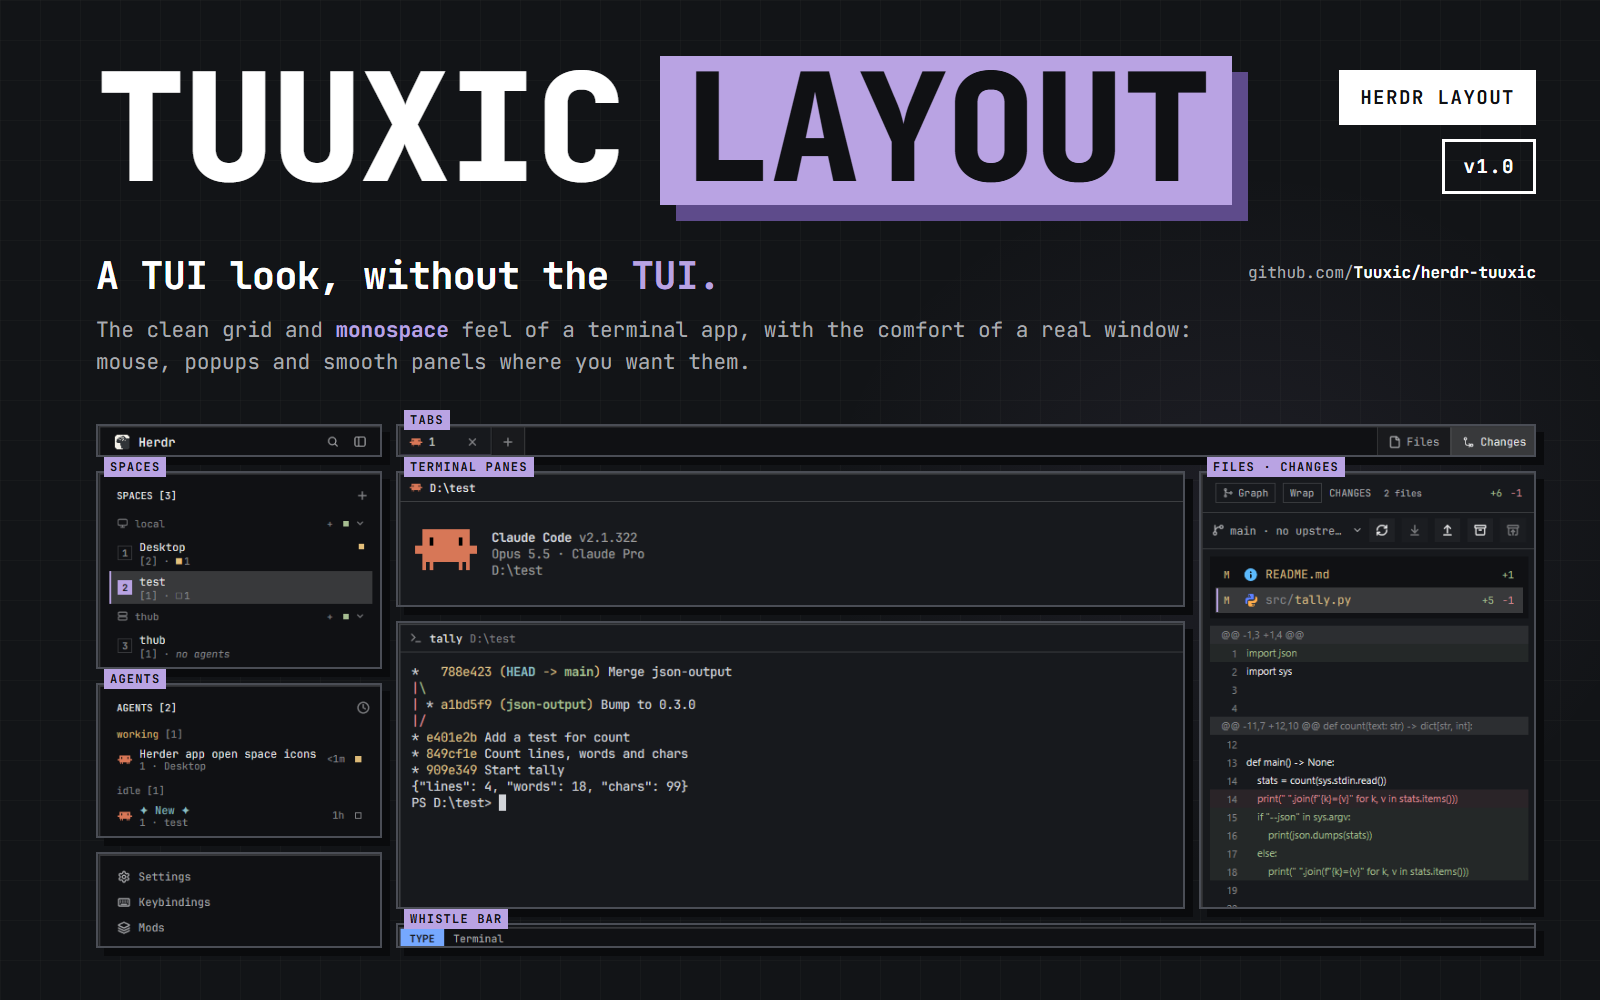 TUUXIC LAYOUT
HERDR LAYOUT
v1.0
A TUI look, without the TUI.
github.com/Tuuxic/herdr-tuuxic
The clean grid and monospace feel of a terminal app, with the comfort of a real window:
mouse, popups and smooth panels where you want them.
Herdr
SPACES
SPACES [3]
local
1 Desktop
[2] · 1
2 test
[1] · 1
thub
3 thub
[1] · no agents
AGENTS
AGENTS [2]
working [1]
Herder app open space icons <1m
1 · Desktop
idle [1]
✦ New ✦ 1h
1 · test
Settings
Keybindings
Mods
TABS
1 × +
Files Changes
TERMINAL PANES
D:\test
Claude Code v2.1.322
Opus 5.5 · Claude Pro
D:\test
tally D:\test
* 788e423 (HEAD -> main) Merge json-output
|\
| * a1bd5f9 (json-output) Bump to 0.3.0
|/
* e401e2b Add a test for count
* 849cf1e Count lines, words and chars
* 909e349 Start tally
{"lines": 4, "words": 18, "chars": 99}
PS D:\test>
WHISTLE BAR
TYPE Terminal
FILES · CHANGES
Graph Wrap CHANGES 2 files +6 -1
main · no upstre…
M README.md +1
M src/tally.py +5 -1
@@ -1,3 +1,4 @@
1 import json
2 import sys
3
4
@@ -11,7 +12,10 @@ def count(text: str) -> dict[str, int]:
12
13 def main() -> None:
14 stats = count(sys.stdin.read())
14 print(" ".join(f"{k}={v}" for k, v in stats.items()))
15 if "--json" in sys.argv:
16 print(json.dumps(stats))
17 else:
18 print(" ".join(f"{k}={v}" for k, v in stats.items()))
19